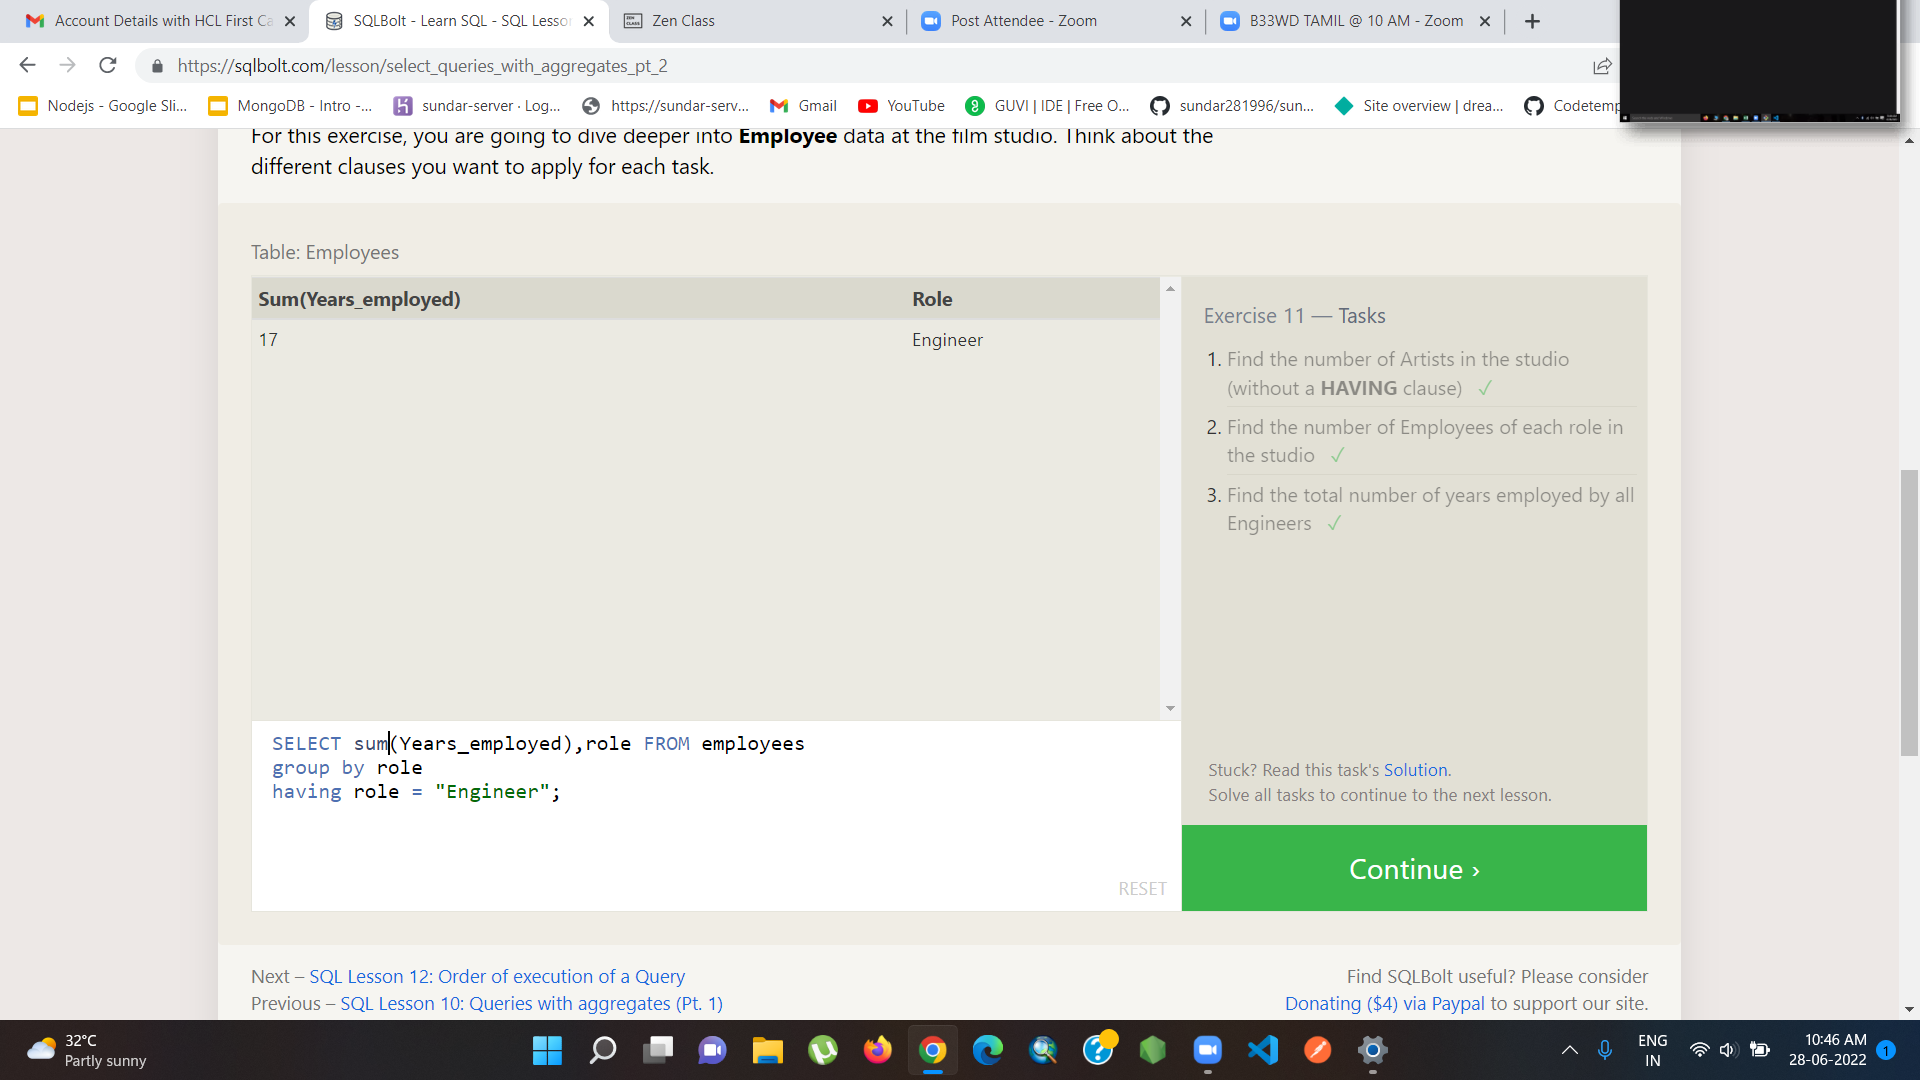 Account Details with HCL First Ca
SQLBolt - Learn SQL - SQL Lesson
Zen Class
Post Attendee - Zoom
B33WD TAMIL @ 10 AM - Zoom
https://sqlbolt.com/lesson/select_queries_with_aggregates_pt_2
Nodejs - Google Sli...
MongoDB - Intro -...
sundar-server · Log...
https://sundar-serv...
Gmail
YouTube
GUVI | IDE | Free O...
sundar281996/sun...
Site overview | drea...
Codetemp
For this exercise, you are going to dive deeper into Employee data at the film studio. Think about the
different clauses you want to apply for each task.
Table: Employees
Sum(Years_employed) Role
17 Engineer
Exercise 11 — Tasks
1. Find the number of Artists in the studio
(without a HAVING clause) ✓
2. Find the number of Employees of each role in
the studio ✓
3. Find the total number of years employed by all
Engineers ✓
SELECT sum(Years_employed),role FROM employees
group by role
having role = "Engineer";
RESET
Stuck? Read this task's Solution.
Solve all tasks to continue to the next lesson.
Continue ›
Next – SQL Lesson 12: Order of execution of a Query
Previous – SQL Lesson 10: Queries with aggregates (Pt. 1)
Find SQLBolt useful? Please consider
Donating ($4) via Paypal to support our site.
32°C
Partly sunny
ENG
IN
10:46 AM
28-06-2022
1